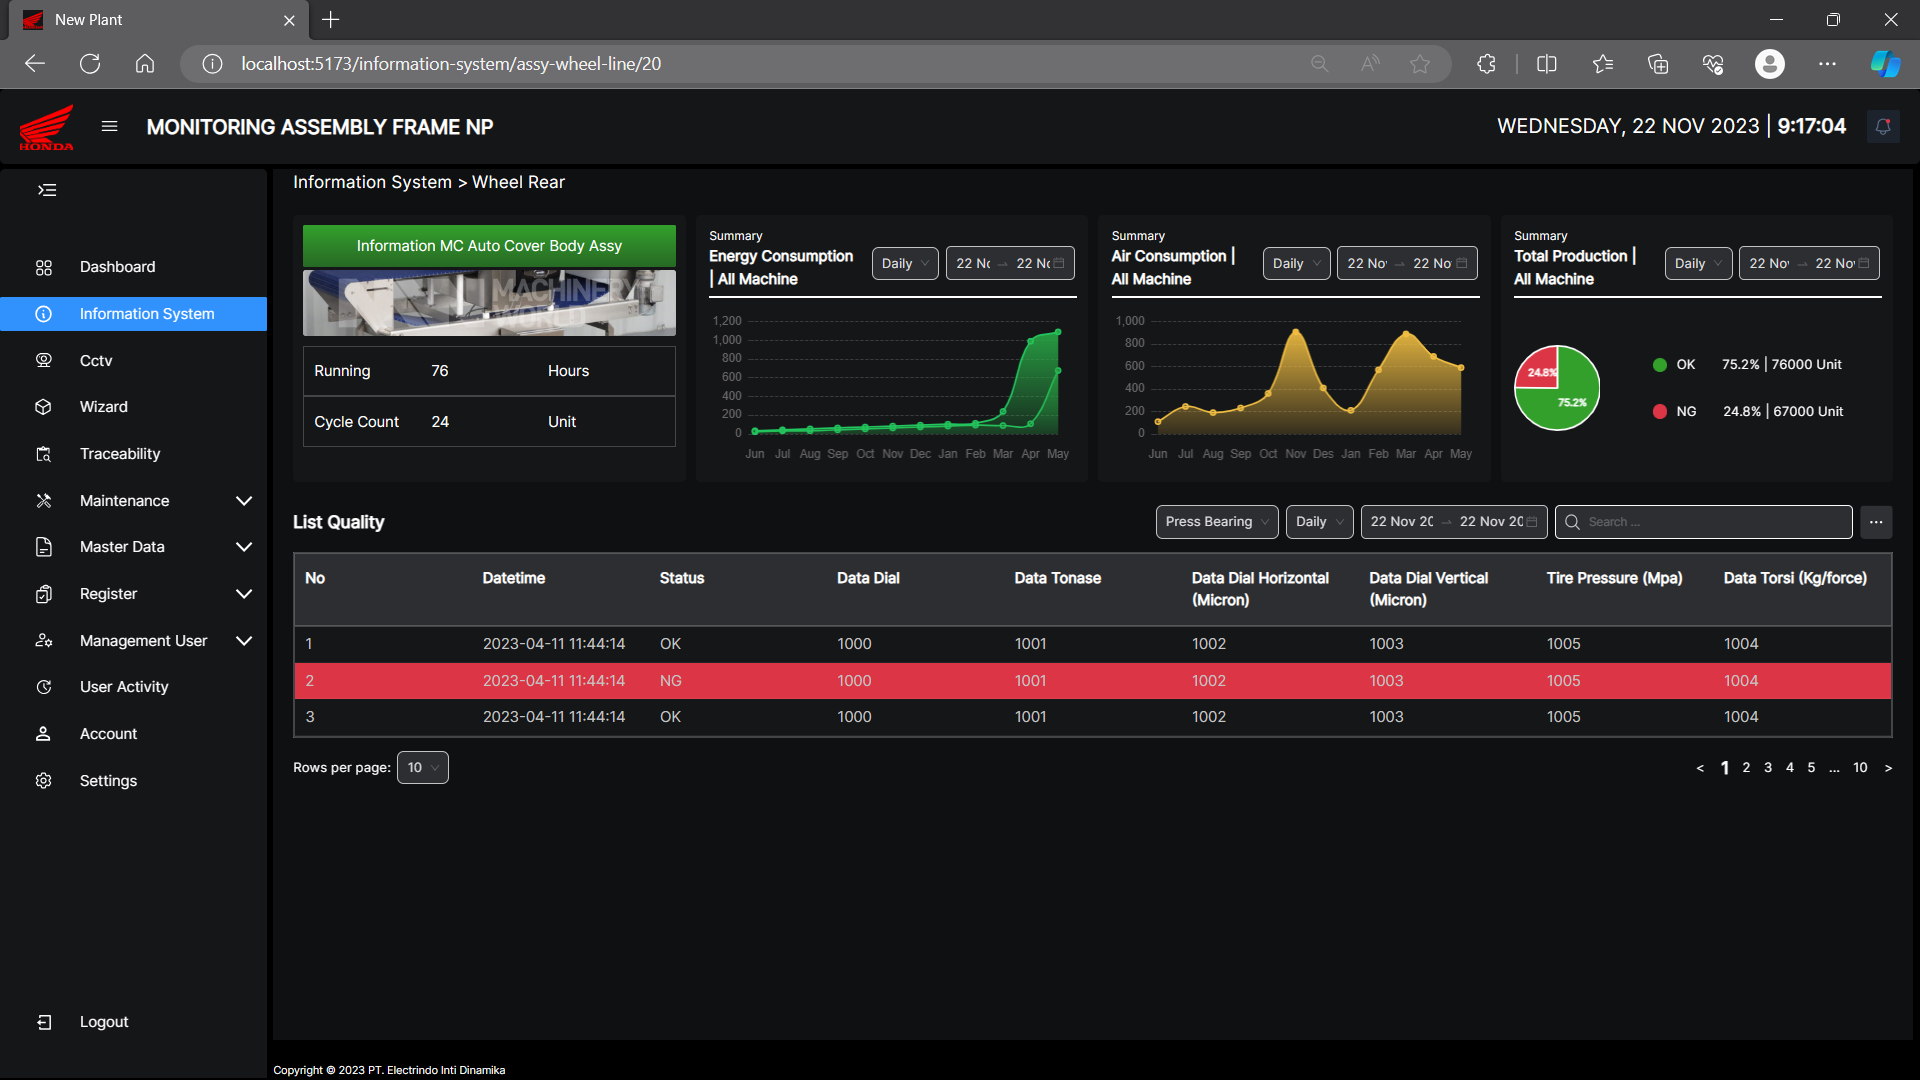 New Plant
localhost:5173/information-system/assy-wheel-line/20
HONDA
MONITORING ASSEMBLY FRAME NP
WEDNESDAY, 22 NOV 2023 | 9:17:04
Dashboard
Information System
Cctv
Wizard
Traceability
Maintenance
Master Data
Register
Management User
User Activity
Account
Settings
Logout
Information System > Wheel Rear
Information MC Auto Cover Body Assy
MACHINERY
WORLD
Running 76 Hours
Cycle Count 24 Unit
Summary
Energy Consumption
| All Machine
Daily
22 No → 22 No
1,200
1,000
800
600
400
200
0
Jun Jul Aug Sep Oct Nov Dec Jan Feb Mar Apr May
Summary
Air Consumption |
All Machine
Daily
22 Nov → 22 Nov
1,000
800
600
400
200
0
Jun Jul Aug Sep Oct Nov Des Jan Feb Mar Apr May
Summary
Total Production |
All Machine
Daily
22 Nov → 22 Nov
24.8%
75.2%
OK 75.2% | 76000 Unit
NG 24.8% | 67000 Unit
List Quality
Press Bearing
Daily
22 Nov 20 → 22 Nov 20
Search ...
No Datetime Status Data Dial Data Tonase Data Dial Horizontal (Micron) Data Dial Vertical (Micron) Tire Pressure (Mpa) Data Torsi (Kg/force)
1 2023-04-11 11:44:14 OK 1000 1001 1002 1003 1005 1004
2 2023-04-11 11:44:14 NG 1000 1001 1002 1003 1005 1004
3 2023-04-11 11:44:14 OK 1000 1001 1002 1003 1005 1004
Rows per page: 10
< 1 2 3 4 5 ... 10 >
Copyright © 2023 PT. Electrindo Inti Dinamika